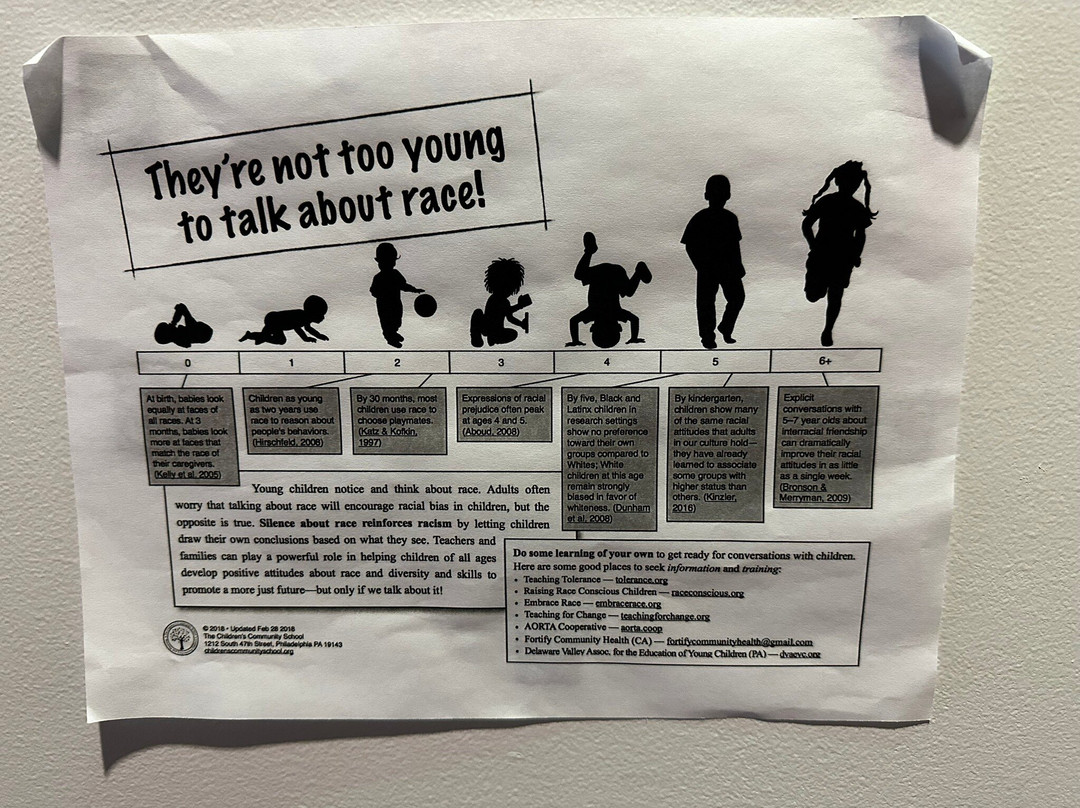 They're not too young
to talk about race!
0
1
2
3
4
5
6+
At birth, babies look
equally at faces of
all races. At 3
months, babies look
more at faces that
match the race of
their caregivers.
(Kelly et al. 2005)
Children as young
as two years use
race to reason about
people's behaviors.
(Hirschfeld, 2008)
By 30 months, most
children use race to
choose playmates.
(Katz & Kofkin,
1997)
Expressions of racial
prejudice often peak
at ages 4 and 5.
(Aboud, 2008)
By five, Black and
Latinx children in
research settings
show no preference
toward their own
groups compared to
Whites; White
children at this age
remain strongly
biased in favor of
whiteness. (Dunham
et al. 2008)
By kindergarten,
children show many
of the same racial
attitudes that adults
in our culture hold—
they have already
learned to associate
some groups with
higher status than
others. (Kinzler,
2016)
Explicit
conversations with
5–7 year olds about
interracial friendship
can dramatically
improve their racial
attitudes in as little
as a single week.
(Bronson &
Merryman, 2009)
Young children notice and think about race. Adults often
worry that talking about race will encourage racial bias in children, but the
opposite is true. Silence about race reinforces racism by letting children
draw their own conclusions based on what they see. Teachers and
families can play a powerful role in helping children of all ages
develop positive attitudes about race and diversity and skills to
promote a more just future—but only if we talk about it!
Do some learning of your own to get ready for conversations with children.
Here are some good places to seek information and training:
• Teaching Tolerance — tolerance.org
• Raising Race Conscious Children — raceconscious.org
• Embrace Race — embracerace.org
• Teaching for Change — teachingforchange.org
• AORTA Cooperative — aorta.coop
• Fortify Community Health (CA) — fortifycommunityhealth@gmail.com
• Delaware Valley Assoc. for the Education of Young Children (PA) — dvaeyc.org
© 2018 • Updated Feb 28 2018
The Children's Community School
1212 South 47th Street, Philadelphia PA 19143
childrenscommunityschool.org